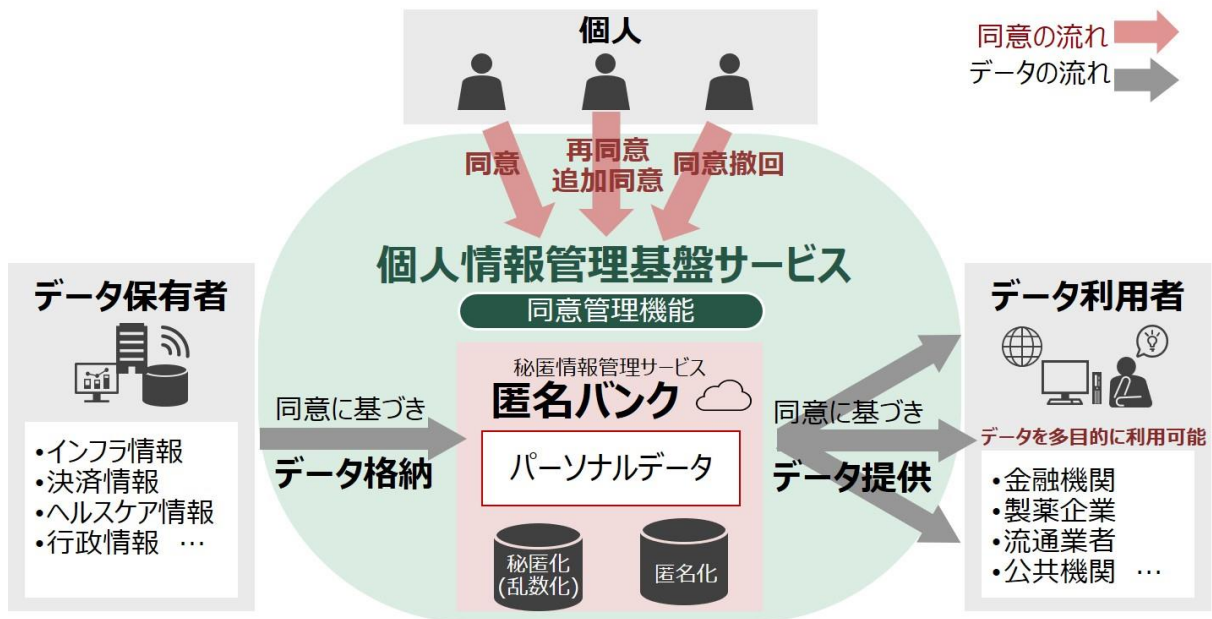 個人
同意の流れ
データの流れ
同意
再同意
追加同意
同意撤回
個人情報管理基盤サービス
同意管理機能
データ保有者
•インフラ情報
•決済情報
•ヘルスケア情報
•行政情報 …
同意に基づき
データ格納
秘匿情報管理サービス
匿名バンク
パーソナルデータ
秘匿化
(乱数化)
匿名化
同意に基づき
データ提供
データ利用者
データを多目的に利用可能
•金融機関
•製薬企業
•流通業者
•公共機関 …